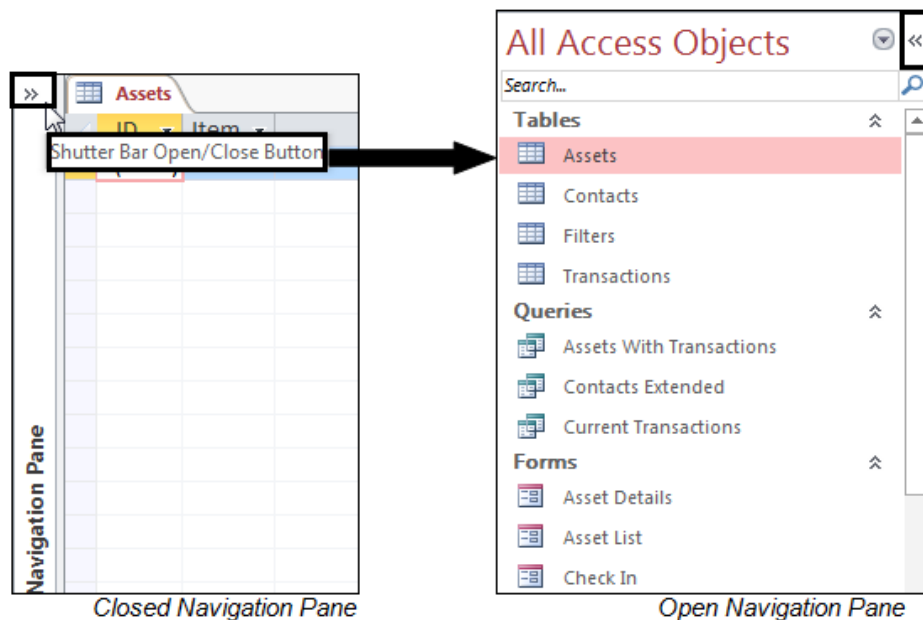 »
Assets
ID Item
Shutter Bar Open/Close Button
Navigation Pane
Closed Navigation Pane
All Access Objects
«
Search...
Tables
Assets
Contacts
Filters
Transactions
Queries
Assets With Transactions
Contacts Extended
Current Transactions
Forms
Asset Details
Asset List
Check In
Open Navigation Pane